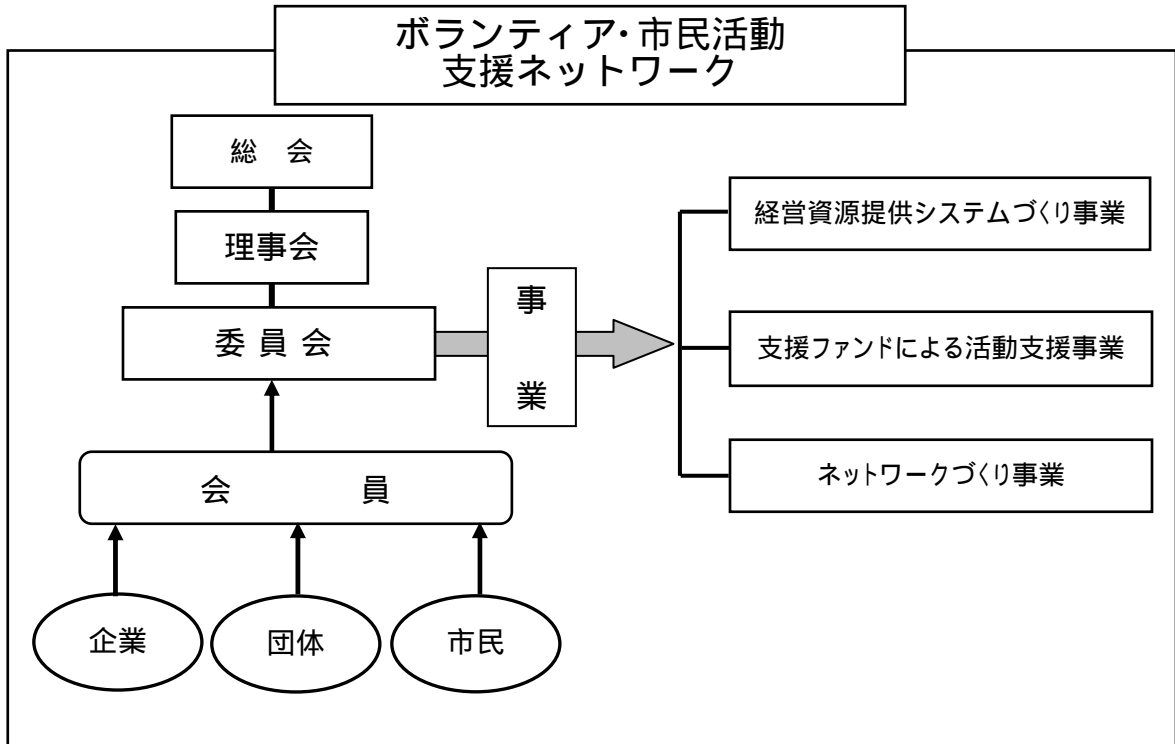 ボランティア・市民活動
支援ネットワーク
総　会
理事会
委 員 会
事
業
経営資源提供システムづくり事業
支援ファンドによる活動支援事業
ネットワークづくり事業
会　　　　員
企業
団体
市民